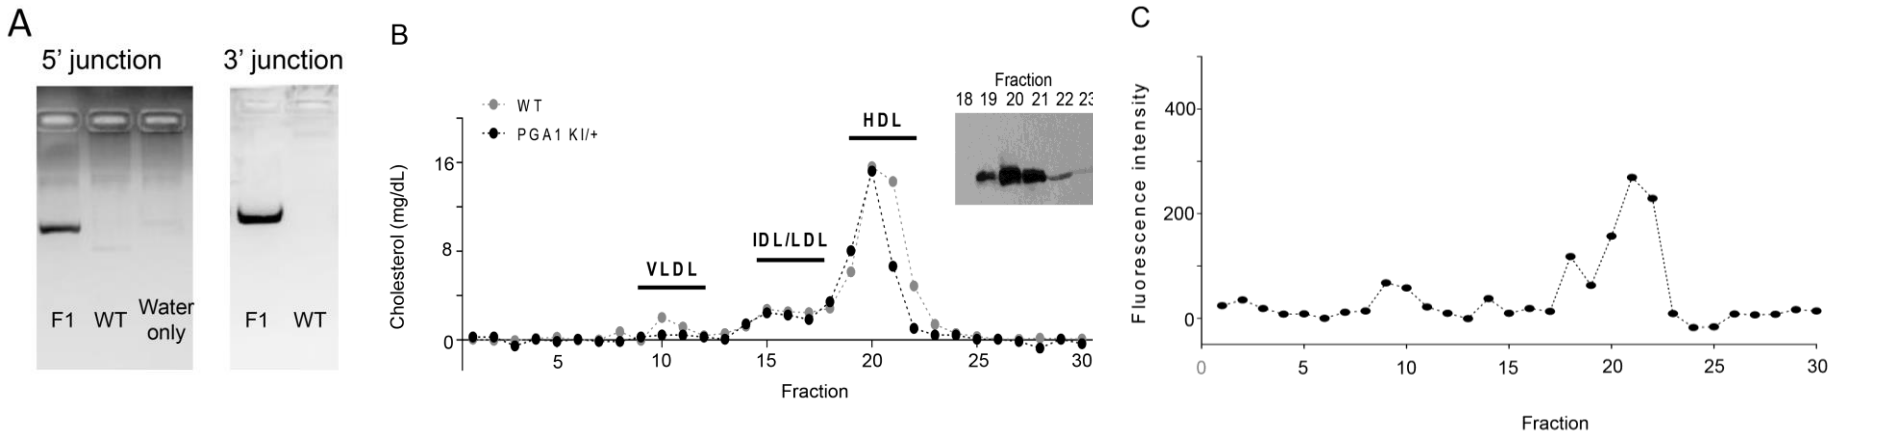 A
5’ junction
3’ junction
F1 WT Water only
F1 WT
B
WT
PGA1 KI/+
VLDL
IDL/LDL
HDL
Fraction
18 19 20 21 22 23
Cholesterol (mg/dL)
16
8
0
5 10 15 20 25 30
Fraction
C
Fluorescence intensity
400
200
0
0 5 10 15 20 25 30
Fraction